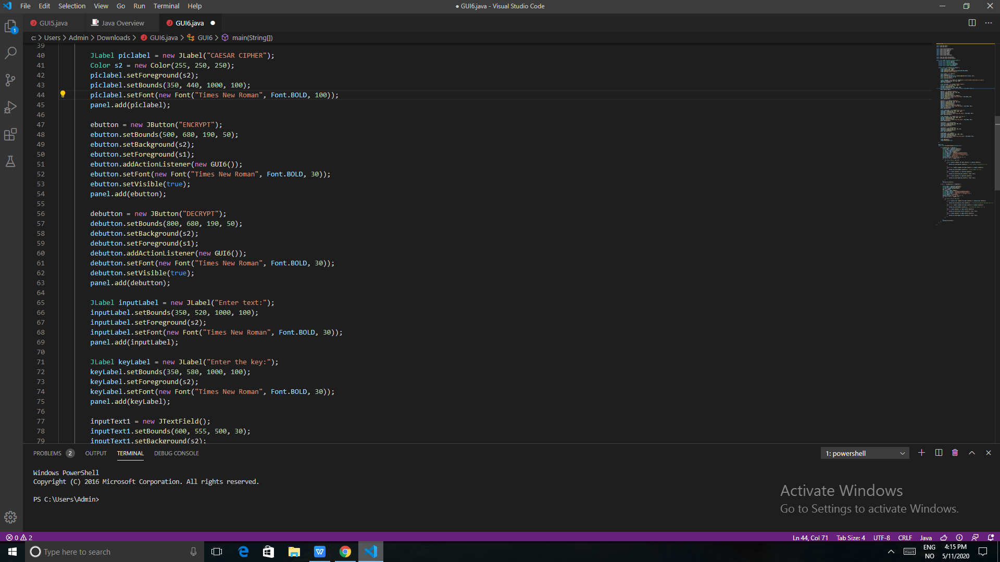 File Edit Selection View Go Run Terminal Help
● GUI6.java - Visual Studio Code
GUI5.java Java Overview GUI6.java
c: > Users > Admin > Downloads > GUI6.java > GUI6 > main(String[])
39
40 JLabel piclabel = new JLabel("CAESAR CIPHER");
41 Color s2 = new Color(255, 250, 250);
42 piclabel.setForeground(s2);
43 piclabel.setBounds(350, 440, 1000, 100);
44 piclabel.setFont(new Font("Times New Roman", Font.BOLD, 100));
45 panel.add(piclabel);
46
47 ebutton = new JButton("ENCRYPT");
48 ebutton.setBounds(500, 680, 190, 50);
49 ebutton.setBackground(s2);
50 ebutton.setForeground(s1);
51 ebutton.addActionListener(new GUI6());
52 ebutton.setFont(new Font("Times New Roman", Font.BOLD, 30));
53 ebutton.setVisible(true);
54 panel.add(ebutton);
55
56 debutton = new JButton("DECRYPT");
57 debutton.setBounds(800, 680, 190, 50);
58 debutton.setBackground(s2);
59 debutton.setForeground(s1);
60 debutton.addActionListener(new GUI6());
61 debutton.setFont(new Font("Times New Roman", Font.BOLD, 30));
62 debutton.setVisible(true);
63 panel.add(debutton);
64
65 JLabel inputLabel = new JLabel("Enter text:");
66 inputLabel.setBounds(350, 520, 1000, 100);
67 inputLabel.setForeground(s2);
68 inputLabel.setFont(new Font("Times New Roman", Font.BOLD, 30));
69 panel.add(inputLabel);
70
71 JLabel keyLabel = new JLabel("Enter the key:");
72 keyLabel.setBounds(350, 580, 1000, 100);
73 keyLabel.setForeground(s2);
74 keyLabel.setFont(new Font("Times New Roman", Font.BOLD, 30));
75 panel.add(keyLabel);
76
77 inputText1 = new JTextField();
78 inputText1.setBounds(600, 555, 500, 30);
79 inputText1.setBackground(s2);
PROBLEMS 2 OUTPUT TERMINAL DEBUG CONSOLE 1: powershell
Windows PowerShell
Copyright (C) 2016 Microsoft Corporation. All rights reserved.
PS C:\Users\Admin>
Activate Windows
Go to Settings to activate Windows.
0 2 Ln 44, Col 71 Tab Size: 4 UTF-8 CRLF Java
Type here to search
ENG 4:15 PM
NO 5/11/2020
1